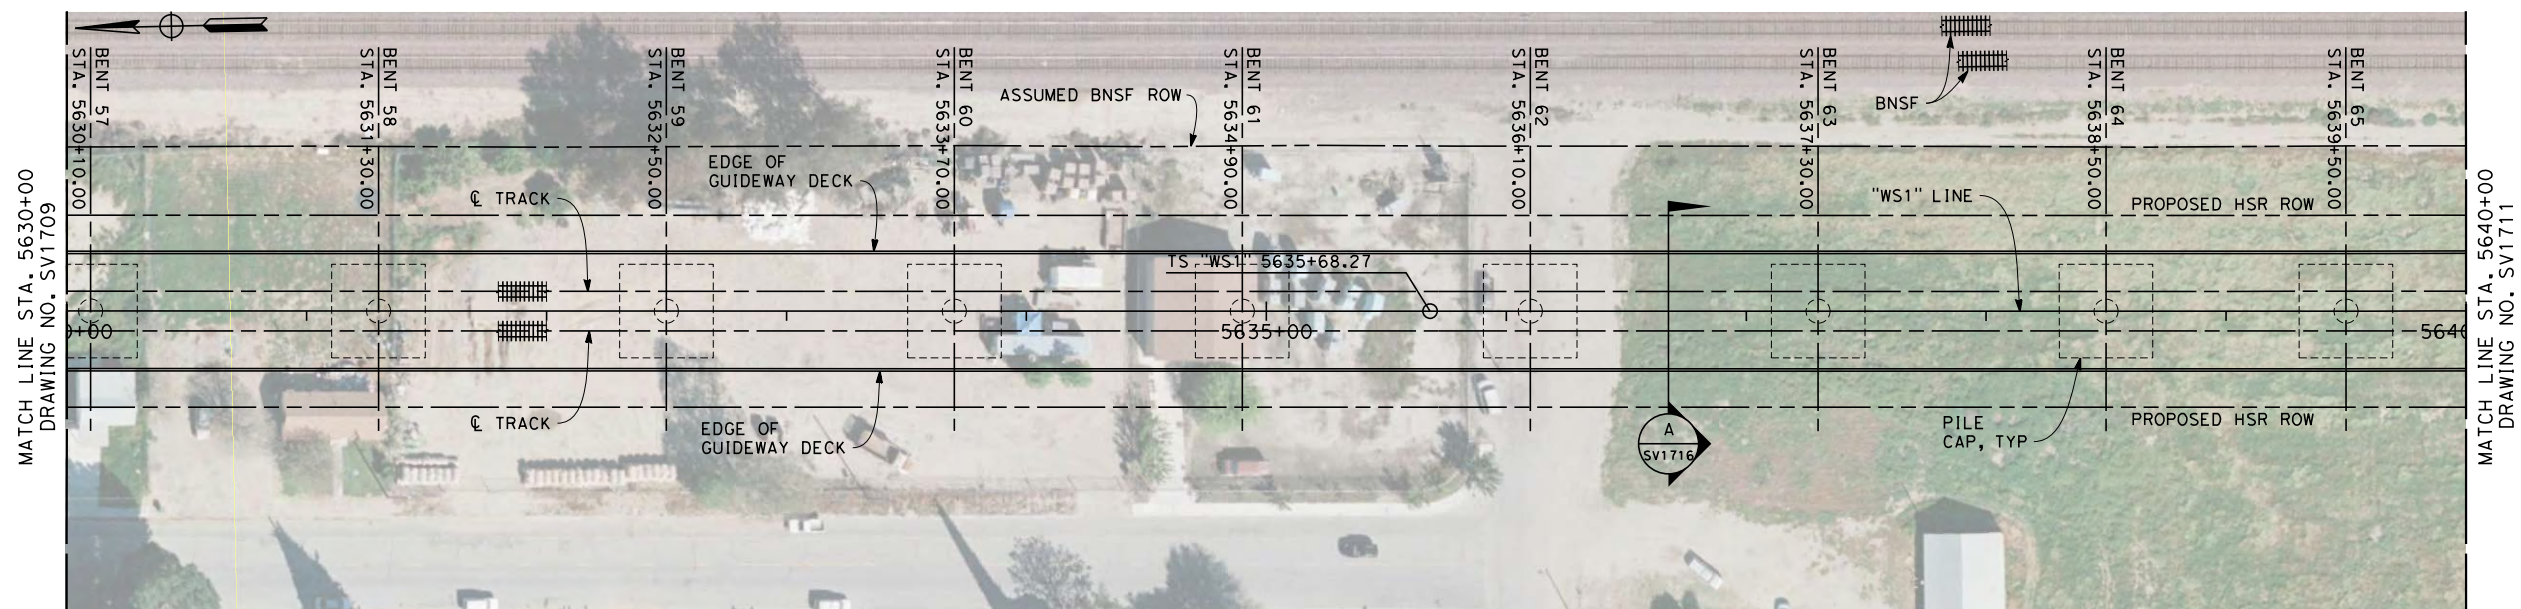 MATCH LINE STA. 5630+00
DRAWING NO. SV1709
BENT 57
STA. 5630+10.00
BENT 58
STA. 5631+30.00
BENT 59
STA. 5632+50.00
BENT 60
STA. 5633+70.00
BENT 61
STA. 5634+90.00
BENT 62
STA. 5636+10.00
BENT 63
STA. 5637+30.00
BENT 64
STA. 5638+50.00
BENT 65
STA. 5639+50.00
ASSUMED BNSF ROW
BNSF
EDGE OF
GUIDEWAY DECK
℄ TRACK
"WS1" LINE
PROPOSED HSR ROW
TS "WS1" 5635+68.27
0+00
5635+00
564
℄ TRACK
EDGE OF
GUIDEWAY DECK
A
SV1716
PILE
CAP, TYP
PROPOSED HSR ROW
MATCH LINE STA. 5640+00
DRAWING NO. SV1711